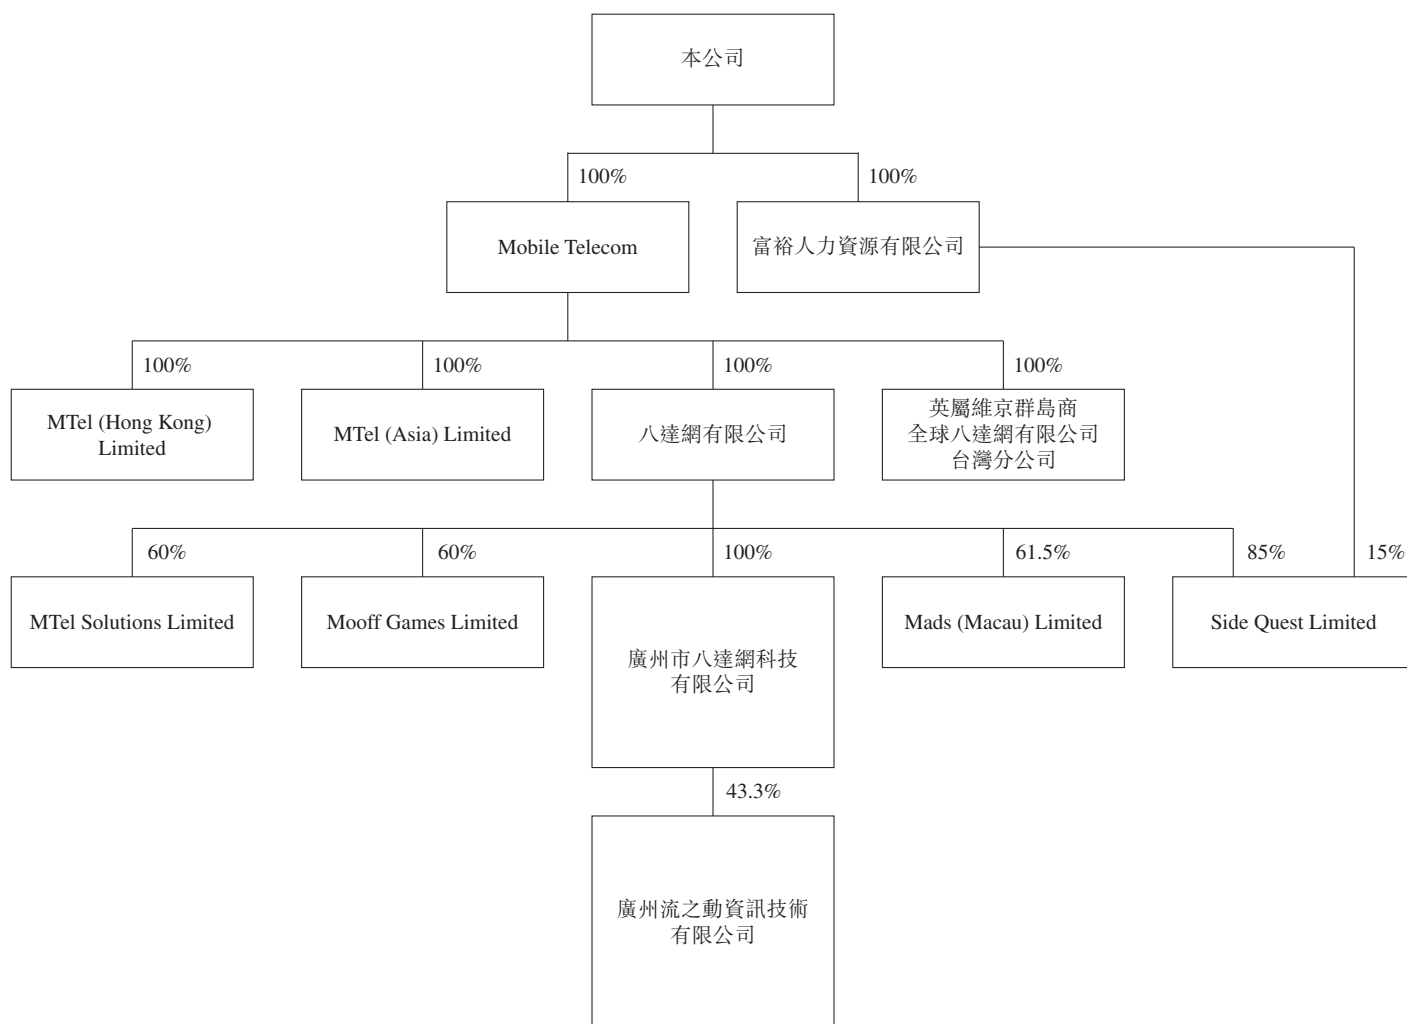 本公司
100%
100%
Mobile Telecom
富裕人力資源有限公司
100%
100%
100%
100%
MTel (Hong Kong)
Limited
MTel (Asia) Limited
八達網有限公司
英屬維京群島商
全球八達網有限公司
台灣分公司
60%
60%
100%
61.5%
85%
15%
MTel Solutions Limited
Mooff Games Limited
廣州市八達網科技
有限公司
Mads (Macau) Limited
Side Quest Limited
43.3%
廣州流之動資訊技術
有限公司